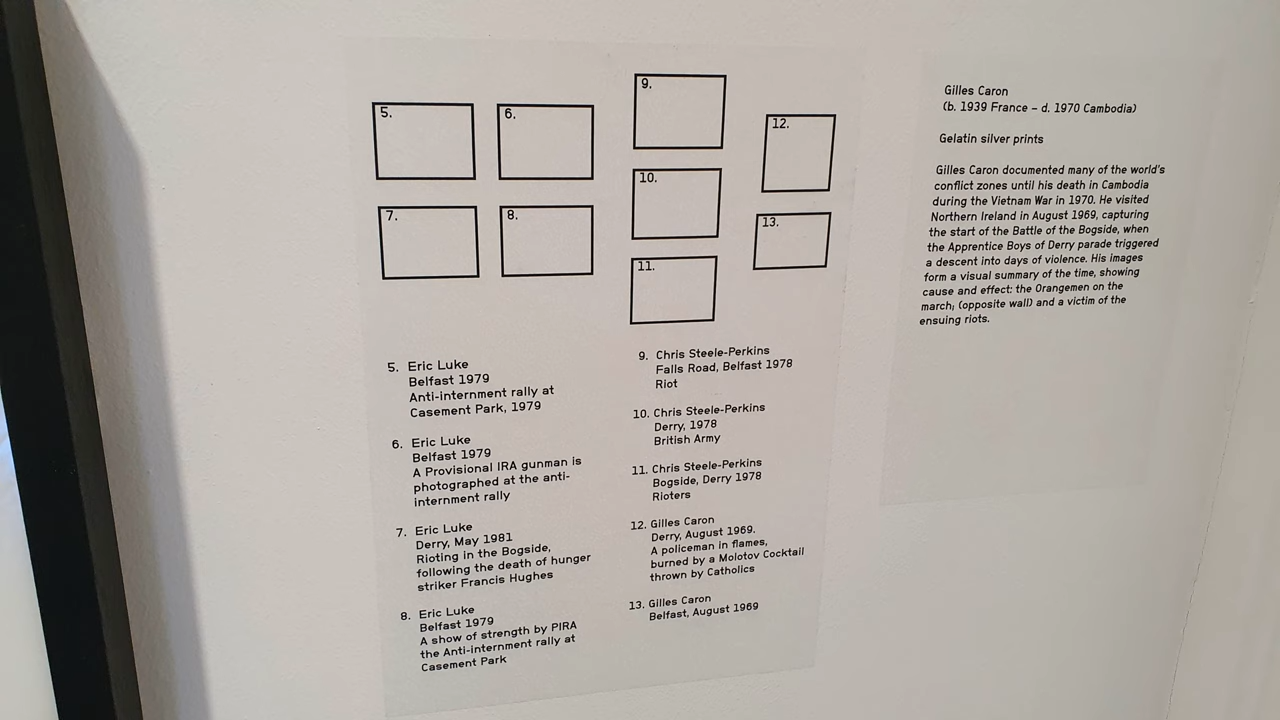 5.
6.
7.
8.
9.
10.
11.
12.
13.
5. Eric Luke
Belfast 1979
Anti-internment rally at
Casement Park, 1979
6. Eric Luke
Belfast 1979
A Provisional IRA gunman is
photographed at the anti-
internment rally
7. Eric Luke
Derry, May 1981
Rioting in the Bogside,
following the death of hunger
striker Francis Hughes
8. Eric Luke
Belfast 1979
A show of strength by PIRA
the Anti-internment rally at
Casement Park
9. Chris Steele-Perkins
Falls Road, Belfast 1978
Riot
10. Chris Steele-Perkins
Derry, 1978
British Army
11. Chris Steele-Perkins
Bogside, Derry 1978
Rioters
12. Gilles Caron
Derry, August 1969.
A policeman in flames,
burned by a Molotov Cocktail
thrown by Catholics
13. Gilles Caron
Belfast, August 1969
Gilles Caron
(b. 1939 France – d. 1970 Cambodia)
Gelatin silver prints
Gilles Caron documented many of the world's
conflict zones until his death in Cambodia
during the Vietnam War in 1970. He visited
Northern Ireland in August 1969, capturing
the start of the Battle of the Bogside, when
the Apprentice Boys of Derry parade triggered
a descent into days of violence. His images
form a visual summary of the time, showing
cause and effect: the Orangemen on the
march; (opposite wall) and a victim of the
ensuing riots.